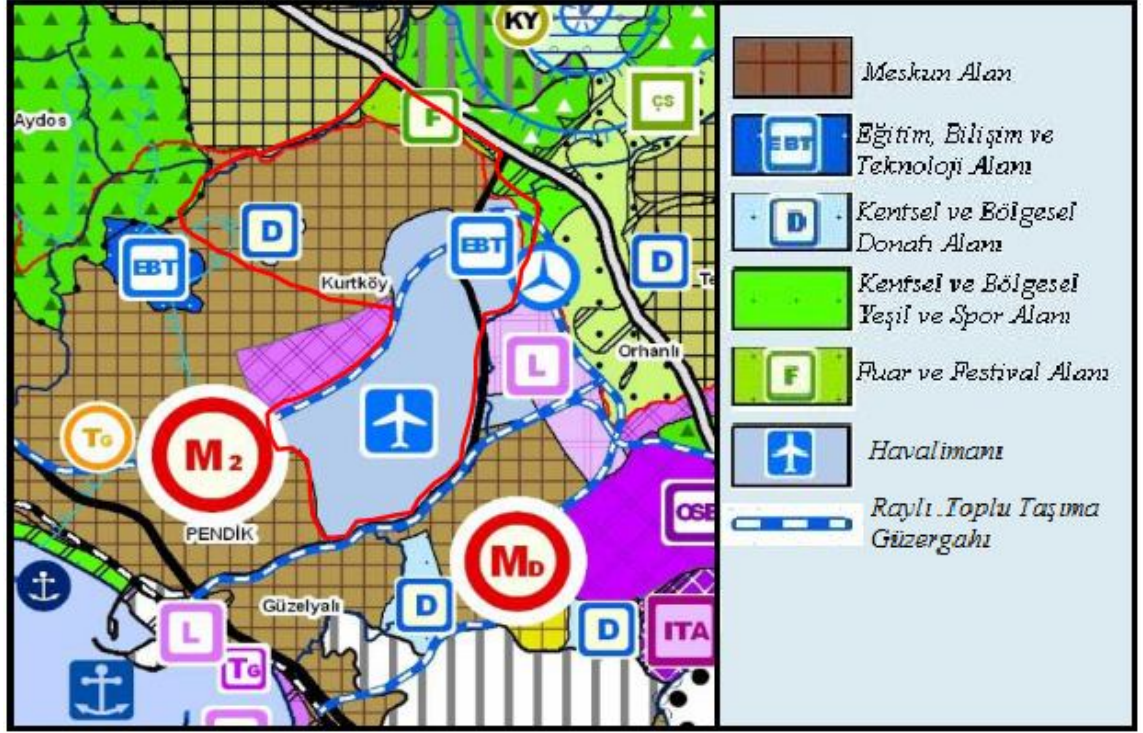 KY
ÇS
Aydos
F
D
EBT
EBT
D
Kurtköy
Orhanlı
L
TG
M2
PENDİK
OSB
MD
D
Güzelyalı
D
L
TG
ITA
Meskun Alan
EBT
Eğitim, Bilişim ve
Teknoloji Alanı
D
Kentsel ve Bölgesel
Donatı Alanı
Kentsel ve Bölgesel
Yeşil ve Spor Alanı
F
Fuar ve Festival Alanı
Havalimanı
Raylı Toplu Taşıma
Güzergahı